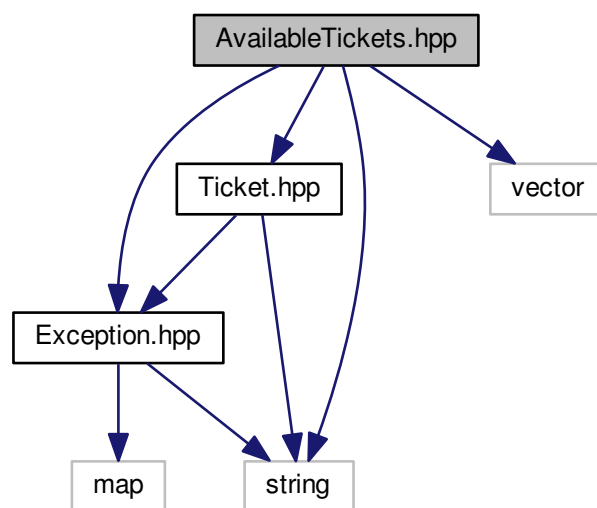 AvailableTickets.hpp
Ticket.hpp
vector
Exception.hpp
map
string